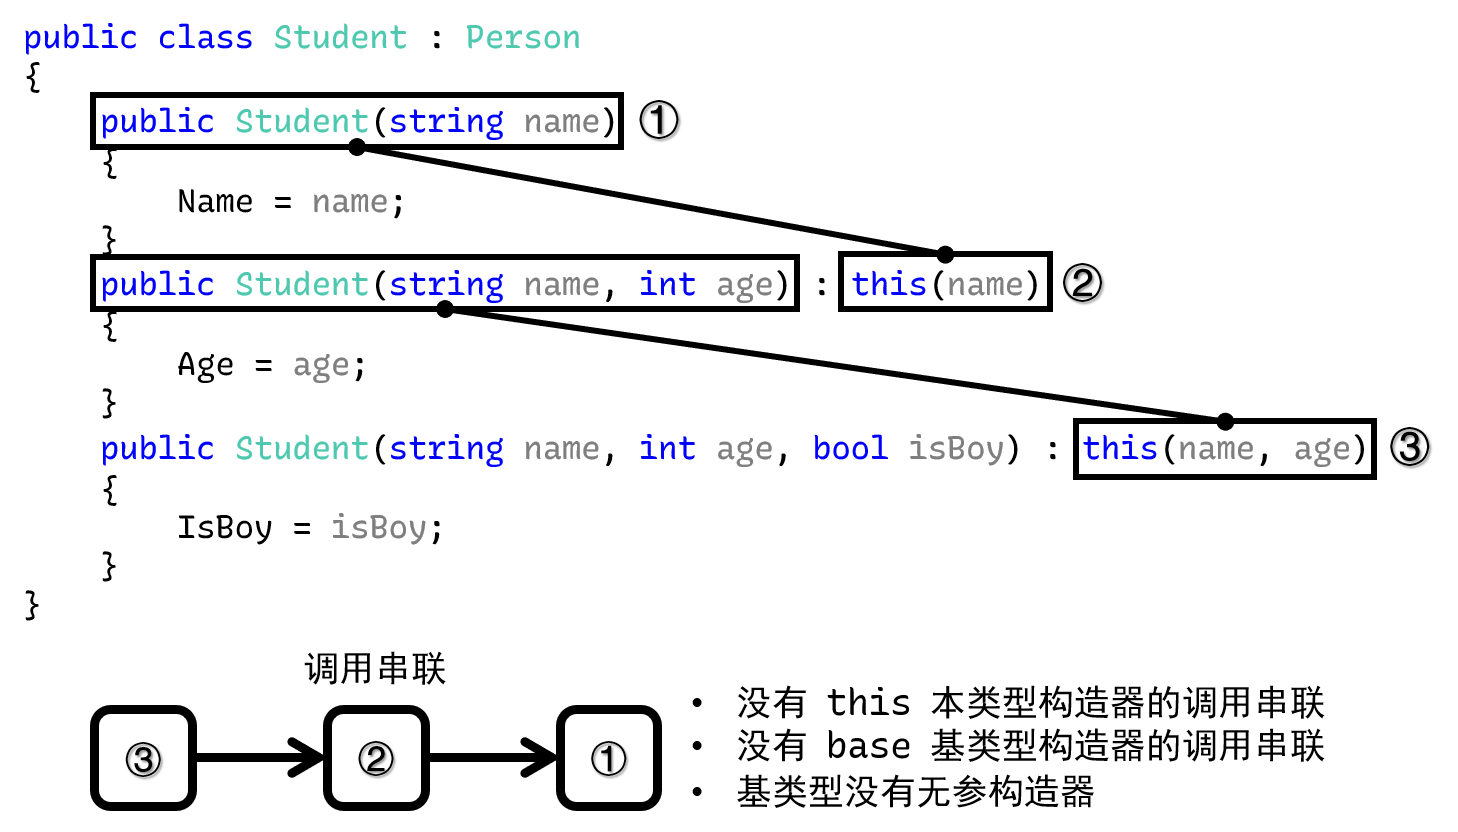 public class Student : Person
{
public Student(string name) ①
{
Name = name;
}
public Student(string name, int age) : this(name) ②
{
Age = age;
}
public Student(string name, int age, bool isBoy) : this(name, age) ③
{
IsBoy = isBoy;
}
}
调用串联
③ ② ①
• 没有 this 本类型构造器的调用串联
• 没有 base 基类型构造器的调用串联
• 基类型没有无参构造器